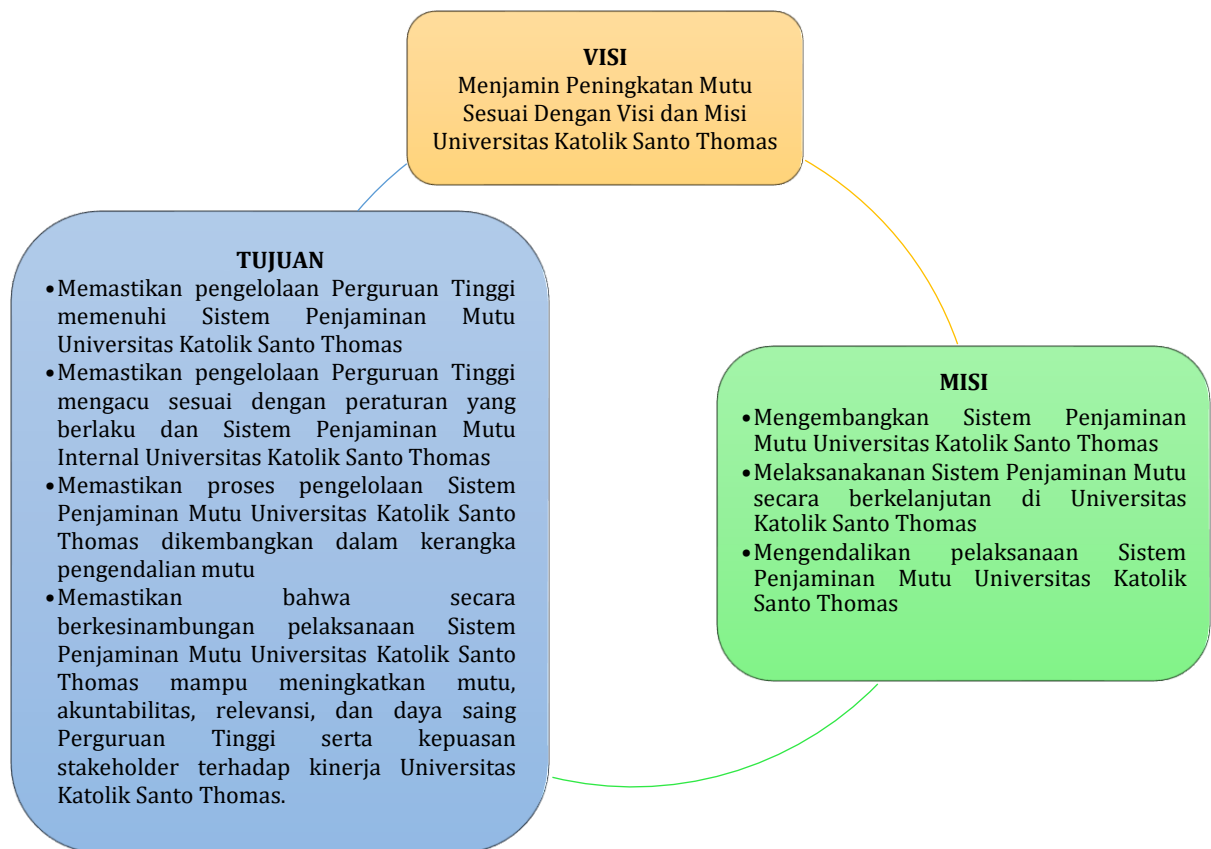 VISI
Menjamin Peningkatan Mutu
Sesuai Dengan Visi dan Misi
Universitas Katolik Santo Thomas
TUJUAN
•Memastikan pengelolaan Perguruan Tinggi
memenuhi Sistem Penjaminan Mutu
Universitas Katolik Santo Thomas
•Memastikan pengelolaan Perguruan Tinggi
mengacu sesuai dengan peraturan yang
berlaku dan Sistem Penjaminan Mutu
Internal Universitas Katolik Santo Thomas
•Memastikan proses pengelolaan Sistem
Penjaminan Mutu Universitas Katolik Santo
Thomas dikembangkan dalam kerangka
pengendalian mutu
•Memastikan bahwa secara
berkesinambungan pelaksanaan Sistem
Penjaminan Mutu Universitas Katolik Santo
Thomas mampu meningkatkan mutu,
akuntabilitas, relevansi, dan daya saing
Perguruan Tinggi serta kepuasan
stakeholder terhadap kinerja Universitas
Katolik Santo Thomas.
MISI
•Mengembangkan Sistem Penjaminan
Mutu Universitas Katolik Santo Thomas
•Melaksanakanan Sistem Penjaminan Mutu
secara berkelanjutan di Universitas
Katolik Santo Thomas
•Mengendalikan pelaksanaan Sistem
Penjaminan Mutu Universitas Katolik
Santo Thomas